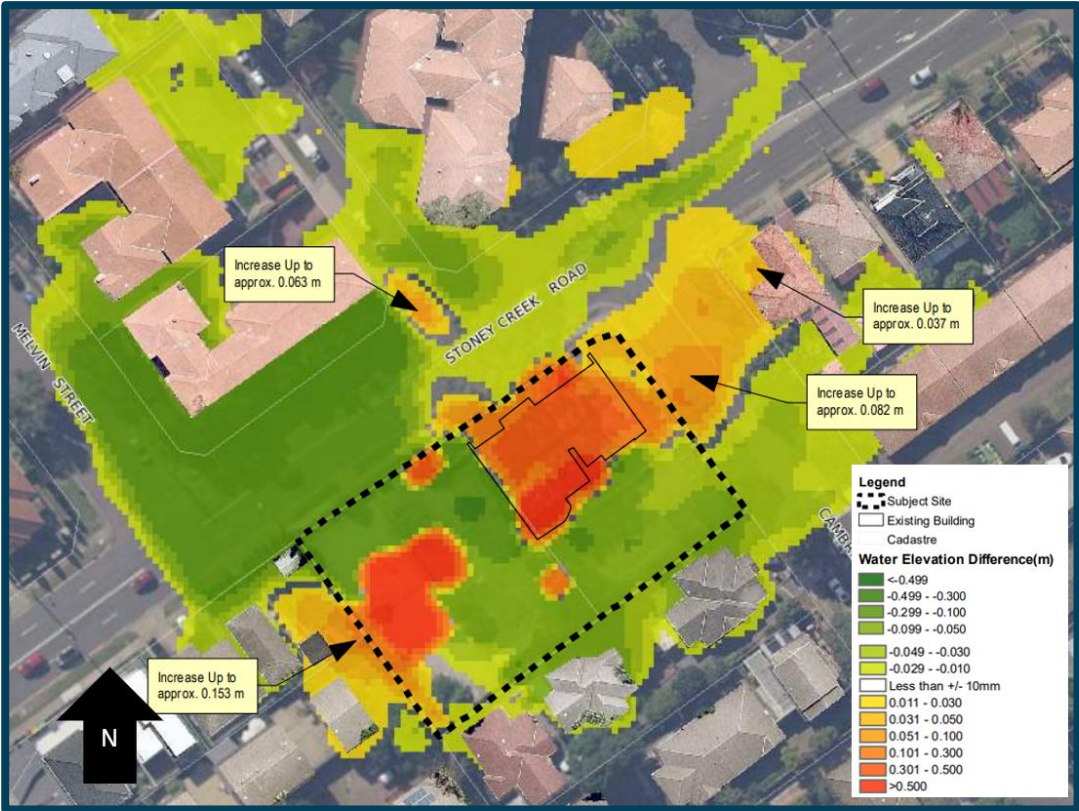 Increase Up to
approx. 0.063 m
STONEY CREEK ROAD
Increase Up to
approx. 0.037 m
MELVIN STREET
Increase Up to
approx. 0.082 m
CAMBR
Increase Up to
approx. 0.153 m
N
Legend
Subject Site
Existing Building
Cadastre
Water Elevation Difference(m)
<-0.499
-0.499 - -0.300
-0.299 - -0.100
-0.099 - -0.050
-0.049 - -0.030
-0.029 - -0.010
Less than +/- 10mm
0.011 - 0.030
0.031 - 0.050
0.051 - 0.100
0.101 - 0.300
0.301 - 0.500
>0.500